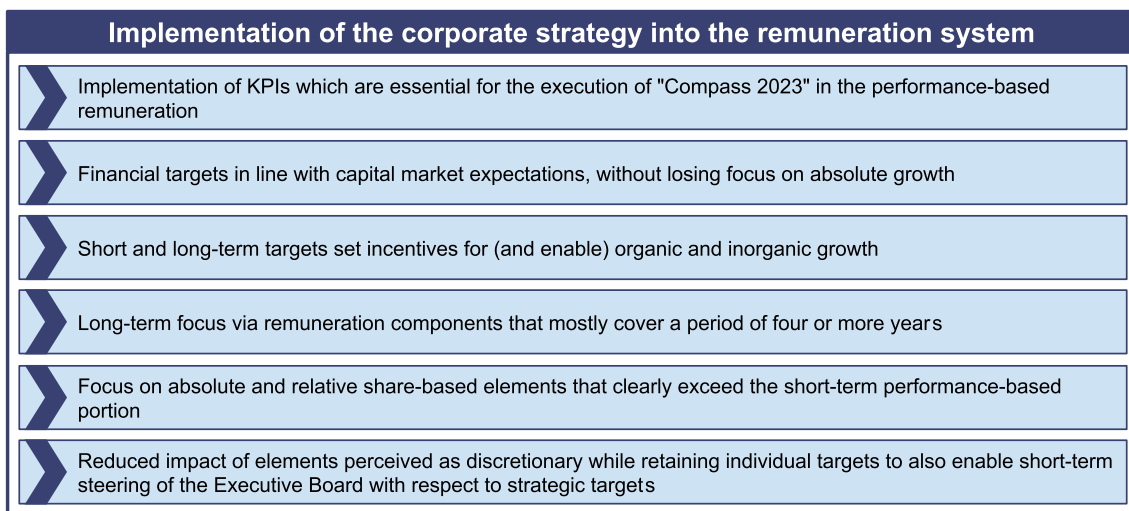 Implementation of the corporate strategy into the remuneration system
Implementation of KPIs which are essential for the execution of "Compass 2023" in the performance-based
remuneration
Financial targets in line with capital market expectations, without losing focus on absolute growth
Short and long-term targets set incentives for (and enable) organic and inorganic growth
Long-term focus via remuneration components that mostly cover a period of four or more years
Focus on absolute and relative share-based elements that clearly exceed the short-term performance-based
portion
Reduced impact of elements perceived as discretionary while retaining individual targets to also enable short-term
steering of the Executive Board with respect to strategic targets